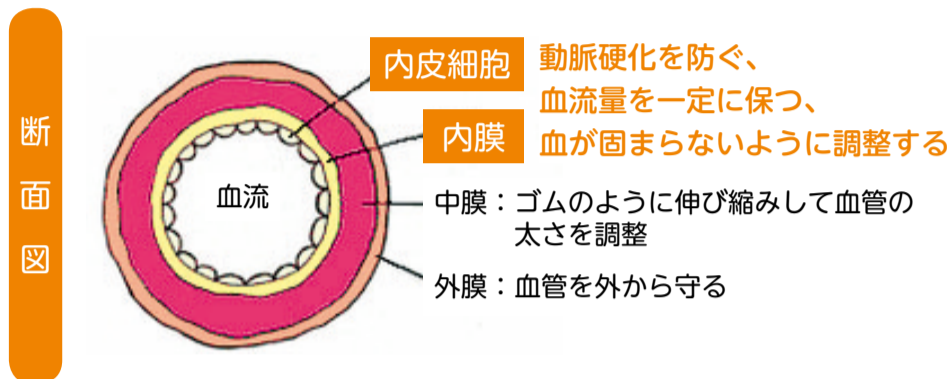 断面図
内皮細胞
動脈硬化を防ぐ、
血流量を一定に保つ、
内膜
血が固まらないように調整する
血流
中膜：ゴムのように伸び縮みして血管の
太さを調整
外膜：血管を外から守る